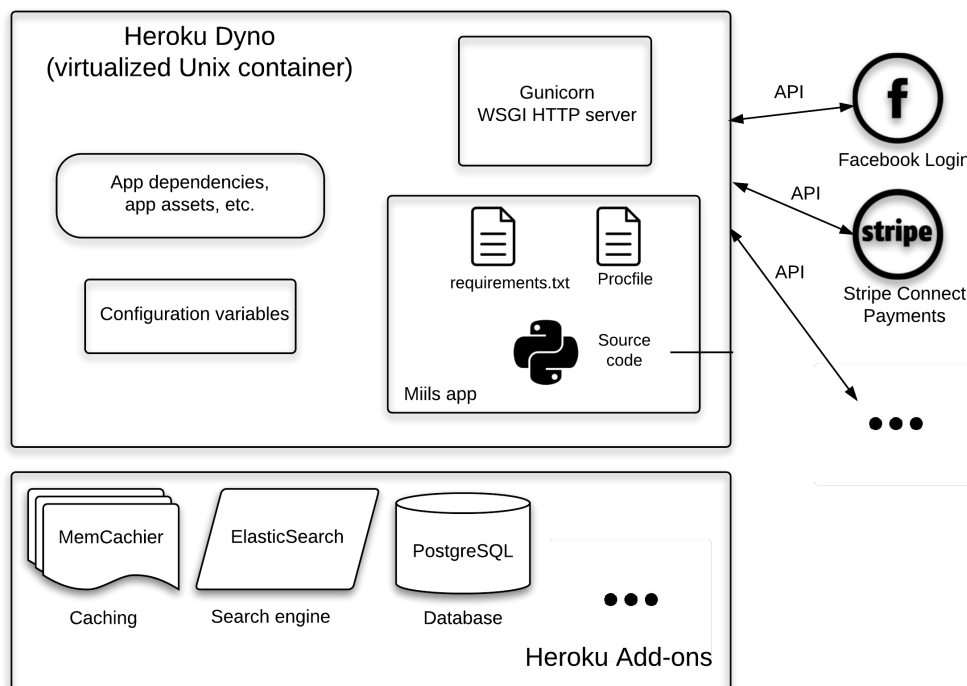 Heroku Dyno
(virtualized Unix container)
Gunicorn
WSGI HTTP server
App dependencies,
app assets, etc.
Configuration variables
requirements.txt
Procfile
Source
code
Miils app
API
f
Facebook Login
API
stripe
Stripe Connect
Payments
API
MemCachier
Caching
ElasticSearch
Search engine
PostgreSQL
Database
Heroku Add-ons